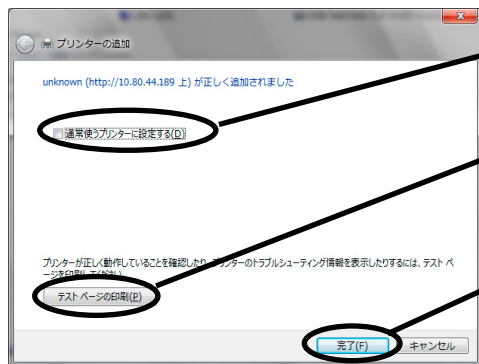 プリンターの追加
unknown (http://10.80.44.189 上) が正しく追加されました
通常使うプリンターに設定する(D)
プリンターが正しく動作していることを確認したり、プリンターのトラブルシューティング情報を表示したりするには、テスト ペ
ージを印刷してください。
テスト ページの印刷(P)
完了(F)
キャンセル